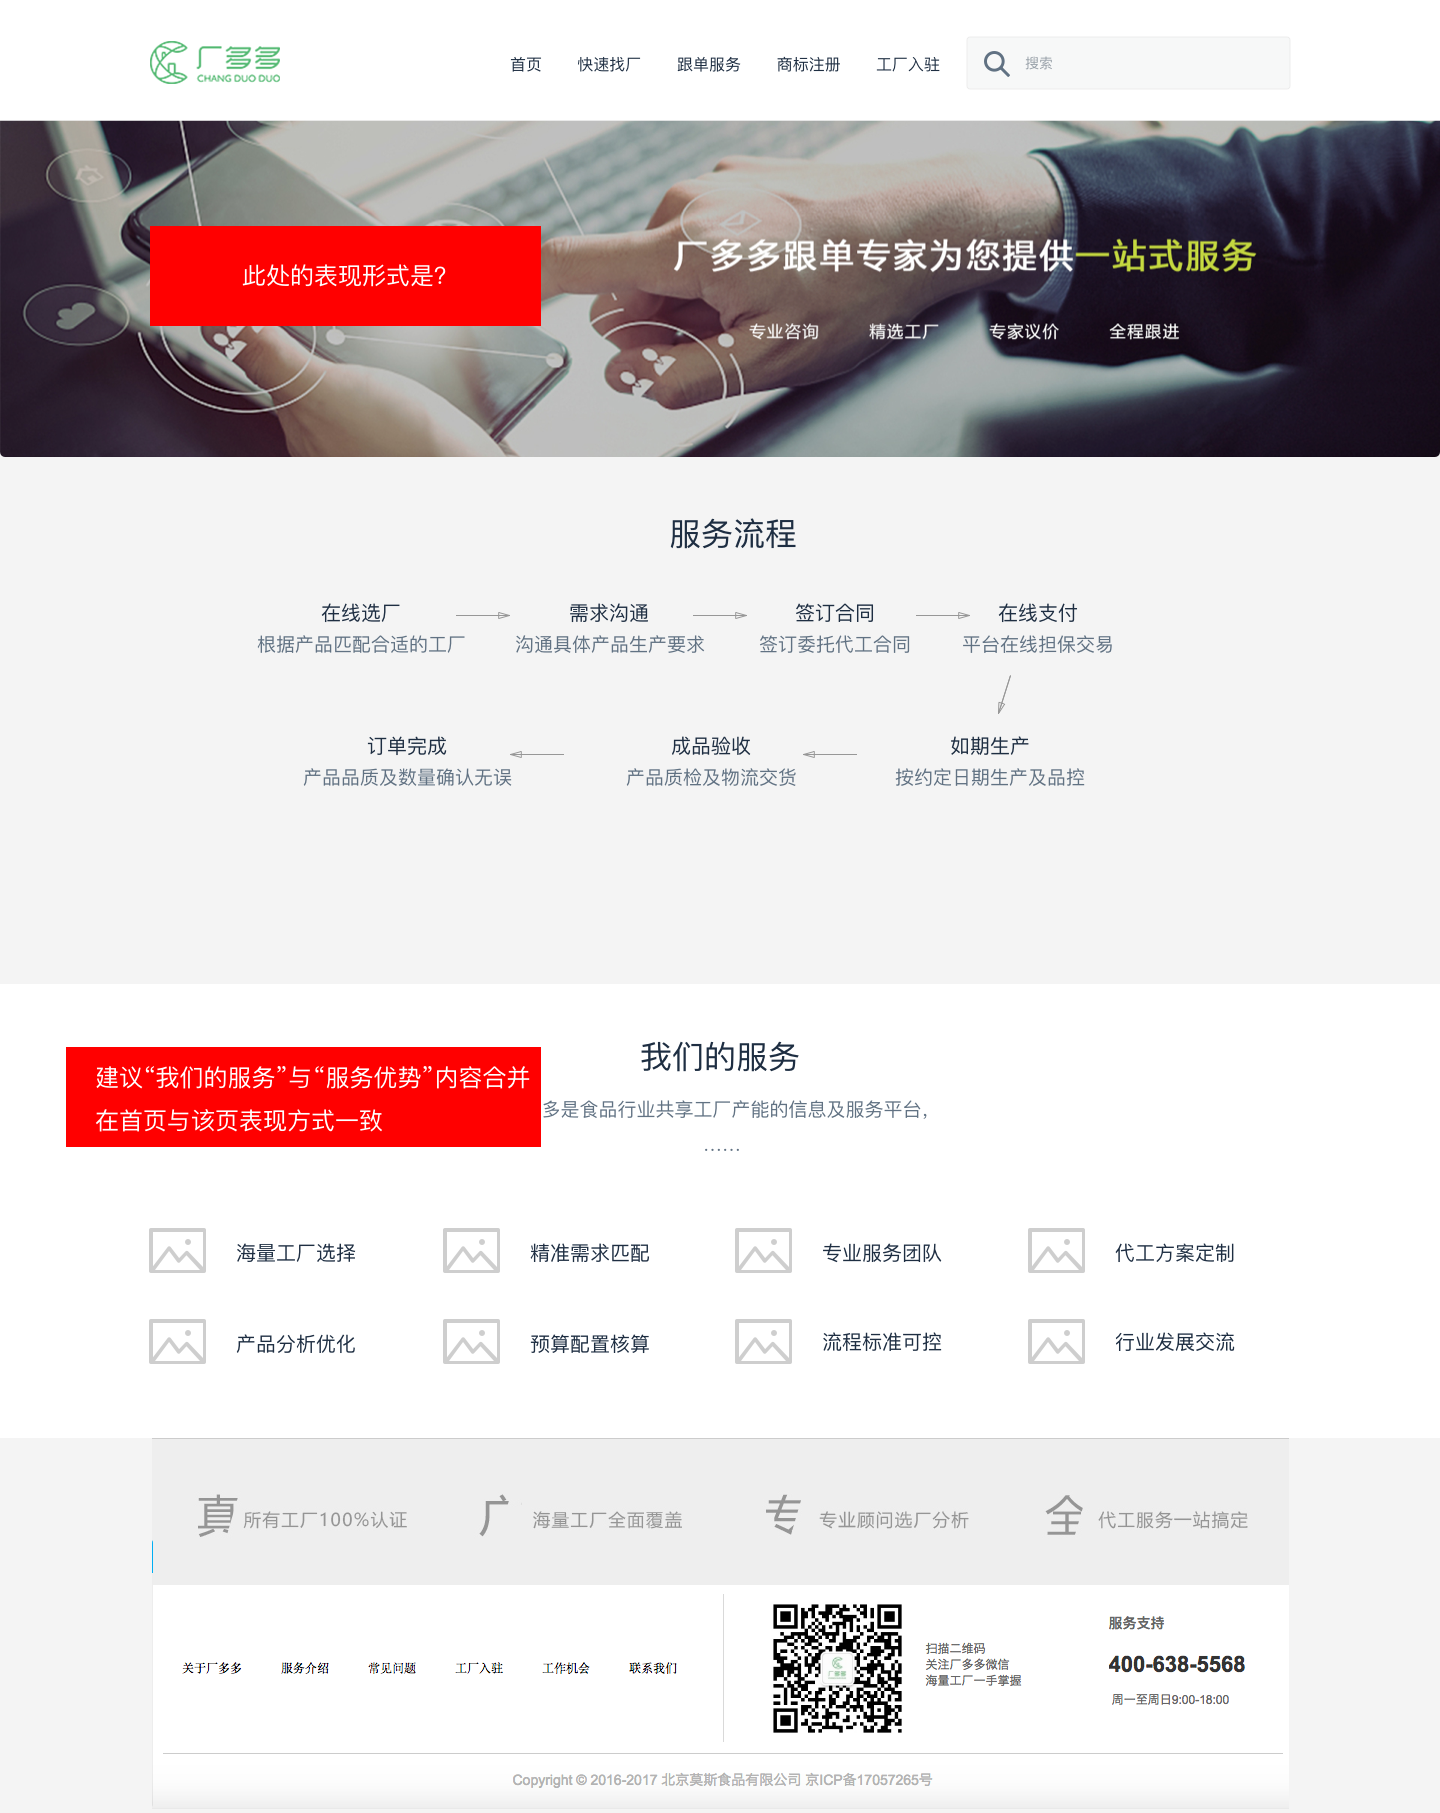 厂多多
CHANG DUO DUO
首页 快速找厂 跟单服务 商标注册 工厂入驻 搜索
此处的表现形式是?
厂多多跟单专家为您提供一站式服务
专业咨询 精选工厂 专家议价 全程跟进
服务流程
在线选厂 需求沟通 签订合同 在线支付
根据产品匹配合适的工厂 沟通具体产品生产要求 签订委托代工合同 平台在线担保交易
订单完成 成品验收 如期生产
产品品质及数量确认无误 产品质检及物流交货 按约定日期生产及品控
我们的服务
建议“我们的服务”与“服务优势”内容合并
在首页与该页表现方式一致
多是食品行业共享工厂产能的信息及服务平台，
……
海量工厂选择 精准需求匹配 专业服务团队 代工方案定制
产品分析优化 预算配置核算 流程标准可控 行业发展交流
真 所有工厂100%认证 广 海量工厂全面覆盖 专 专业顾问选厂分析 全 代工服务一站搞定
关于厂多多 服务介绍 常见问题 工厂入驻 工作机会 联系我们
扫描二维码
关注厂多多微信
海量工厂一手掌握
服务支持
400-638-5568
周一至周日9:00-18:00
Copyright © 2016-2017 北京莫斯食品有限公司 京ICP备17057265号